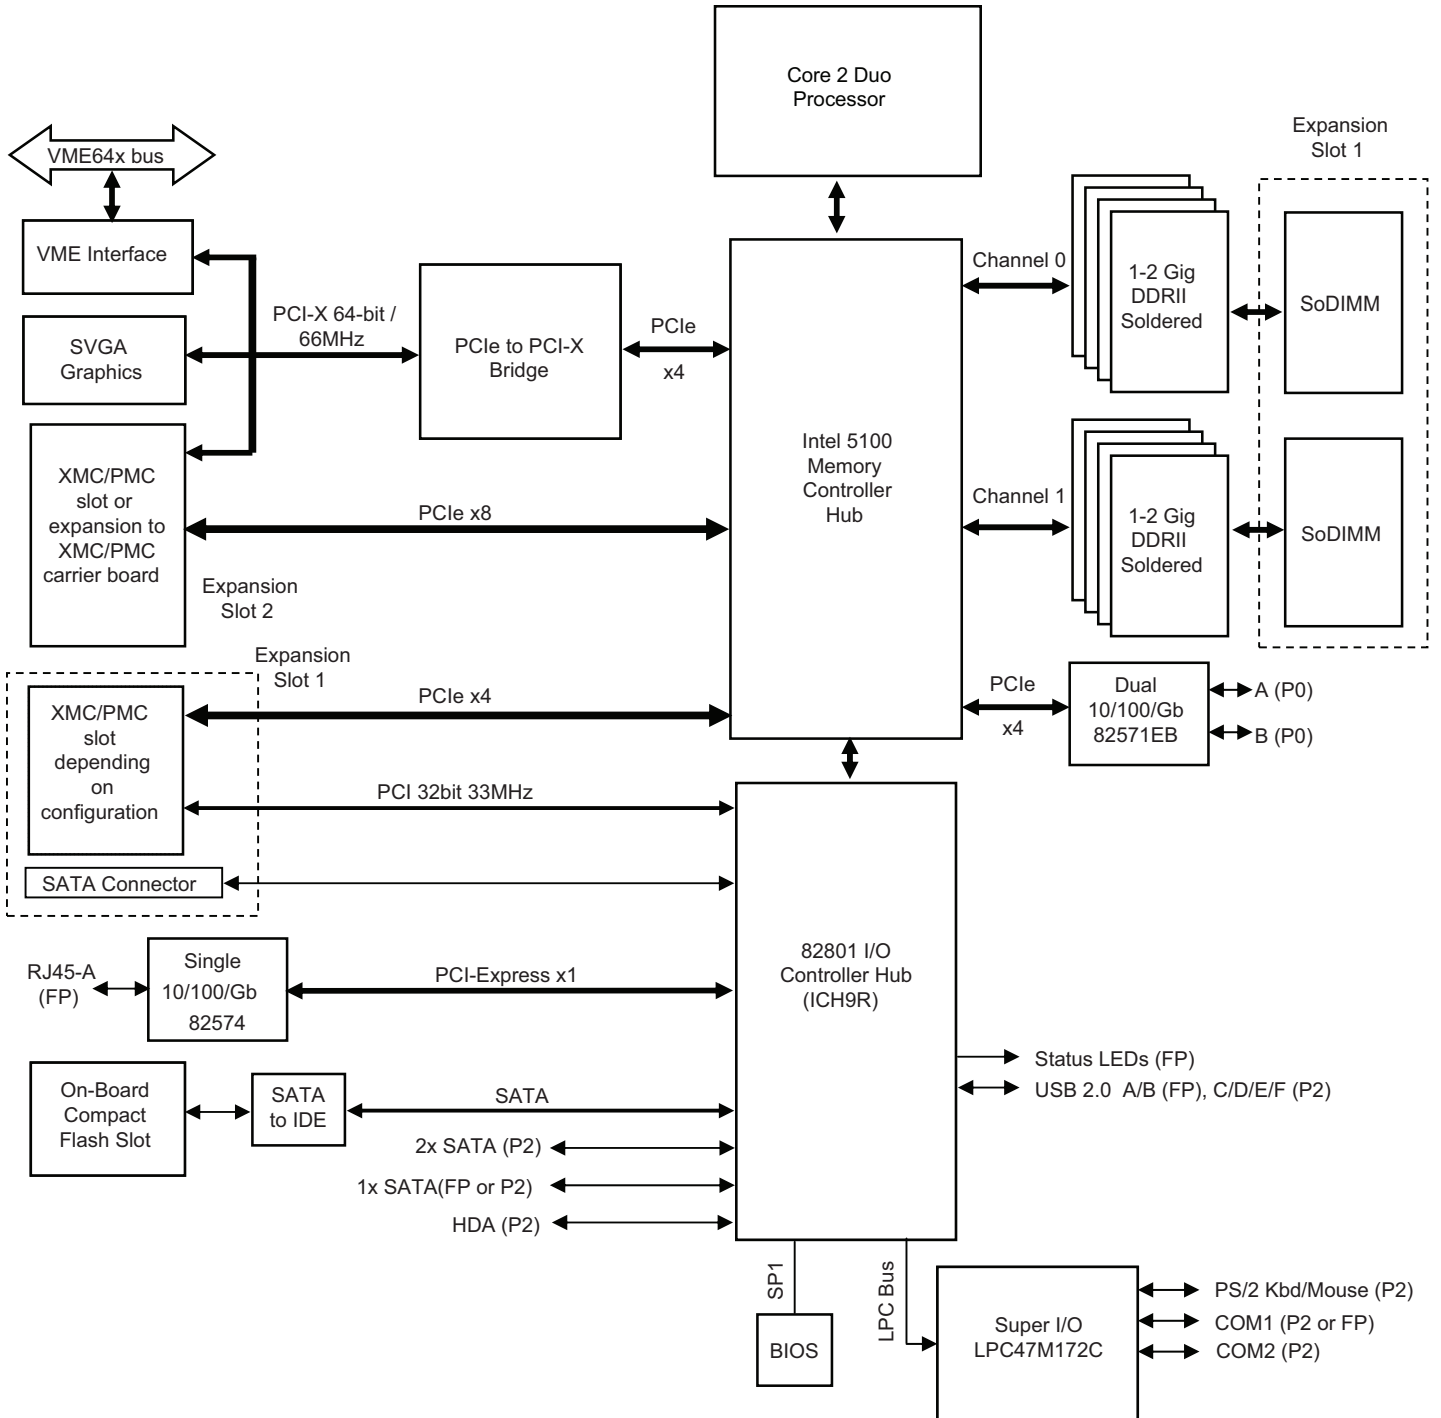 Core 2 Duo
Processor
VME64x bus
Expansion
Slot 1
VME Interface
Channel 0
1-2 Gig
DDRII
Soldered
SoDIMM
PCI-X 64-bit /
66MHz
PCIe to PCI-X
Bridge
PCIe
x4
SVGA
Graphics
Intel 5100
Memory
Controller
Hub
XMC/PMC
slot or
expansion to
XMC/PMC
carrier board
PCIe x8
Channel 1
1-2 Gig
DDRII
Soldered
SoDIMM
Expansion
Slot 2
Expansion
Slot 1
PCIe x4
XMC/PMC
slot
depending
on
configuration
PCIe
x4
Dual
10/100/Gb
82571EB
A (P0)
B (P0)
PCI 32bit 33MHz
SATA Connector
82801 I/O
Controller Hub
(ICH9R)
RJ45-A
(FP)
Single
10/100/Gb
82574
PCI-Express x1
Status LEDs (FP)
USB 2.0 A/B (FP), C/D/E/F (P2)
On-Board
Compact
Flash Slot
SATA
to IDE
SATA
2x SATA (P2)
1x SATA(FP or P2)
HDA (P2)
SP1
LPC Bus
BIOS
Super I/O
LPC47M172C
PS/2 Kbd/Mouse (P2)
COM1 (P2 or FP)
COM2 (P2)